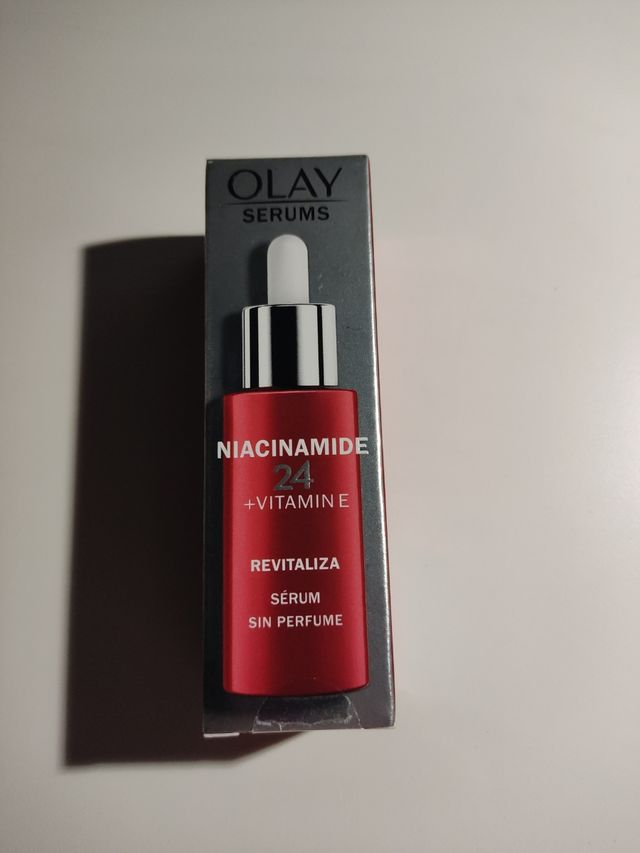 OLAY
SERUMS
NIACINAMIDE
24
+VITAMIN E
REVITALIZA
SÉRUM
SIN PERFUME